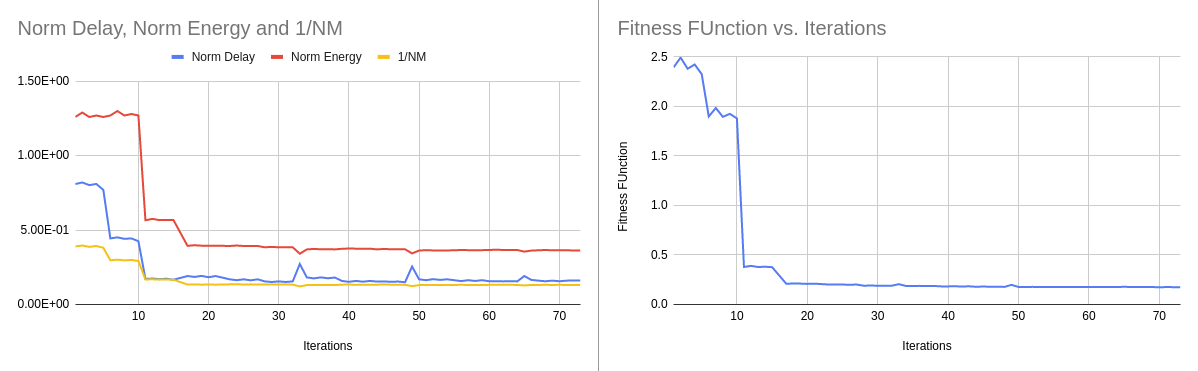 Norm Delay, Norm Energy and 1/NM
Norm Delay Norm Energy 1/NM
1.50E+00
1.00E+00
5.00E-01
0.00E+00
10 20 30 40 50 60 70
Iterations
Fitness FUnction vs. Iterations
Fitness FUnction
2.5
2.0
1.5
1.0
0.5
0.0
10 20 30 40 50 60 70
Iterations